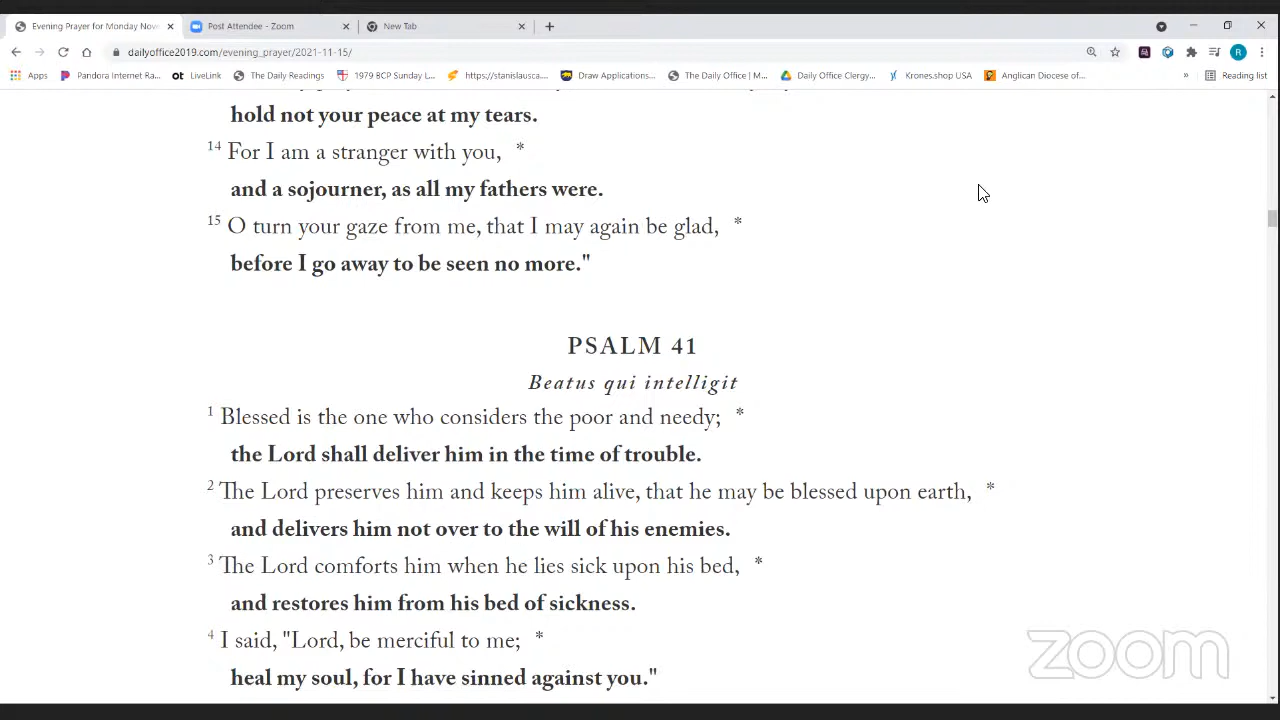 Evening Prayer for Monday Nove
Post Attendee - Zoom
New Tab
dailyoffice2019.com/evening_prayer/2021-11-15/
R
Apps
Pandora Internet Ra...
ot LiveLink
The Daily Readings
1979 BCP Sunday L...
https://stanislausca...
Draw Applications...
The Daily Office | M...
Daily Office Clergy...
Krones.shop USA
Anglican Diocese of...
»
Reading list
hold not your peace at my tears.
14 For I am a stranger with you, *
and a sojourner, as all my fathers were.
15 O turn your gaze from me, that I may again be glad, *
before I go away to be seen no more."
PSALM 41
Beatus qui intelligit
1 Blessed is the one who considers the poor and needy; *
the Lord shall deliver him in the time of trouble.
2 The Lord preserves him and keeps him alive, that he may be blessed upon earth, *
and delivers him not over to the will of his enemies.
3 The Lord comforts him when he lies sick upon his bed, *
and restores him from his bed of sickness.
4 I said, "Lord, be merciful to me; *
heal my soul, for I have sinned against you."
zoom